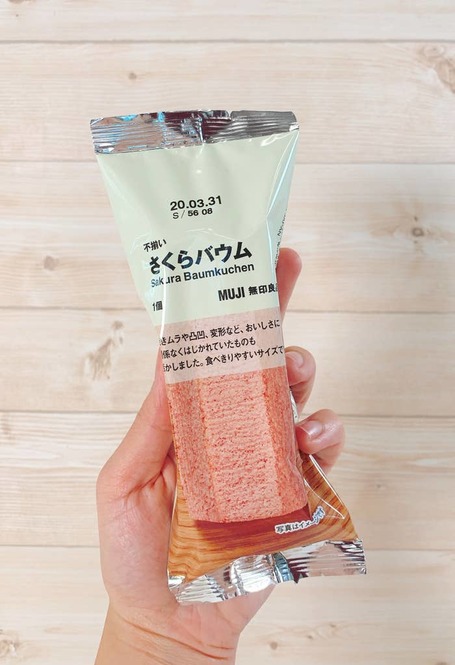 20.03.31
S/56 08
不揃い
さくらバウム
Sakura Baumkuchen
1個
MUJI 無印良品
きムラや凸凹、変形など、おいしさに
係なくはじかれていたものも
かしました。食べきりやすいサイズで
写真はイメージ